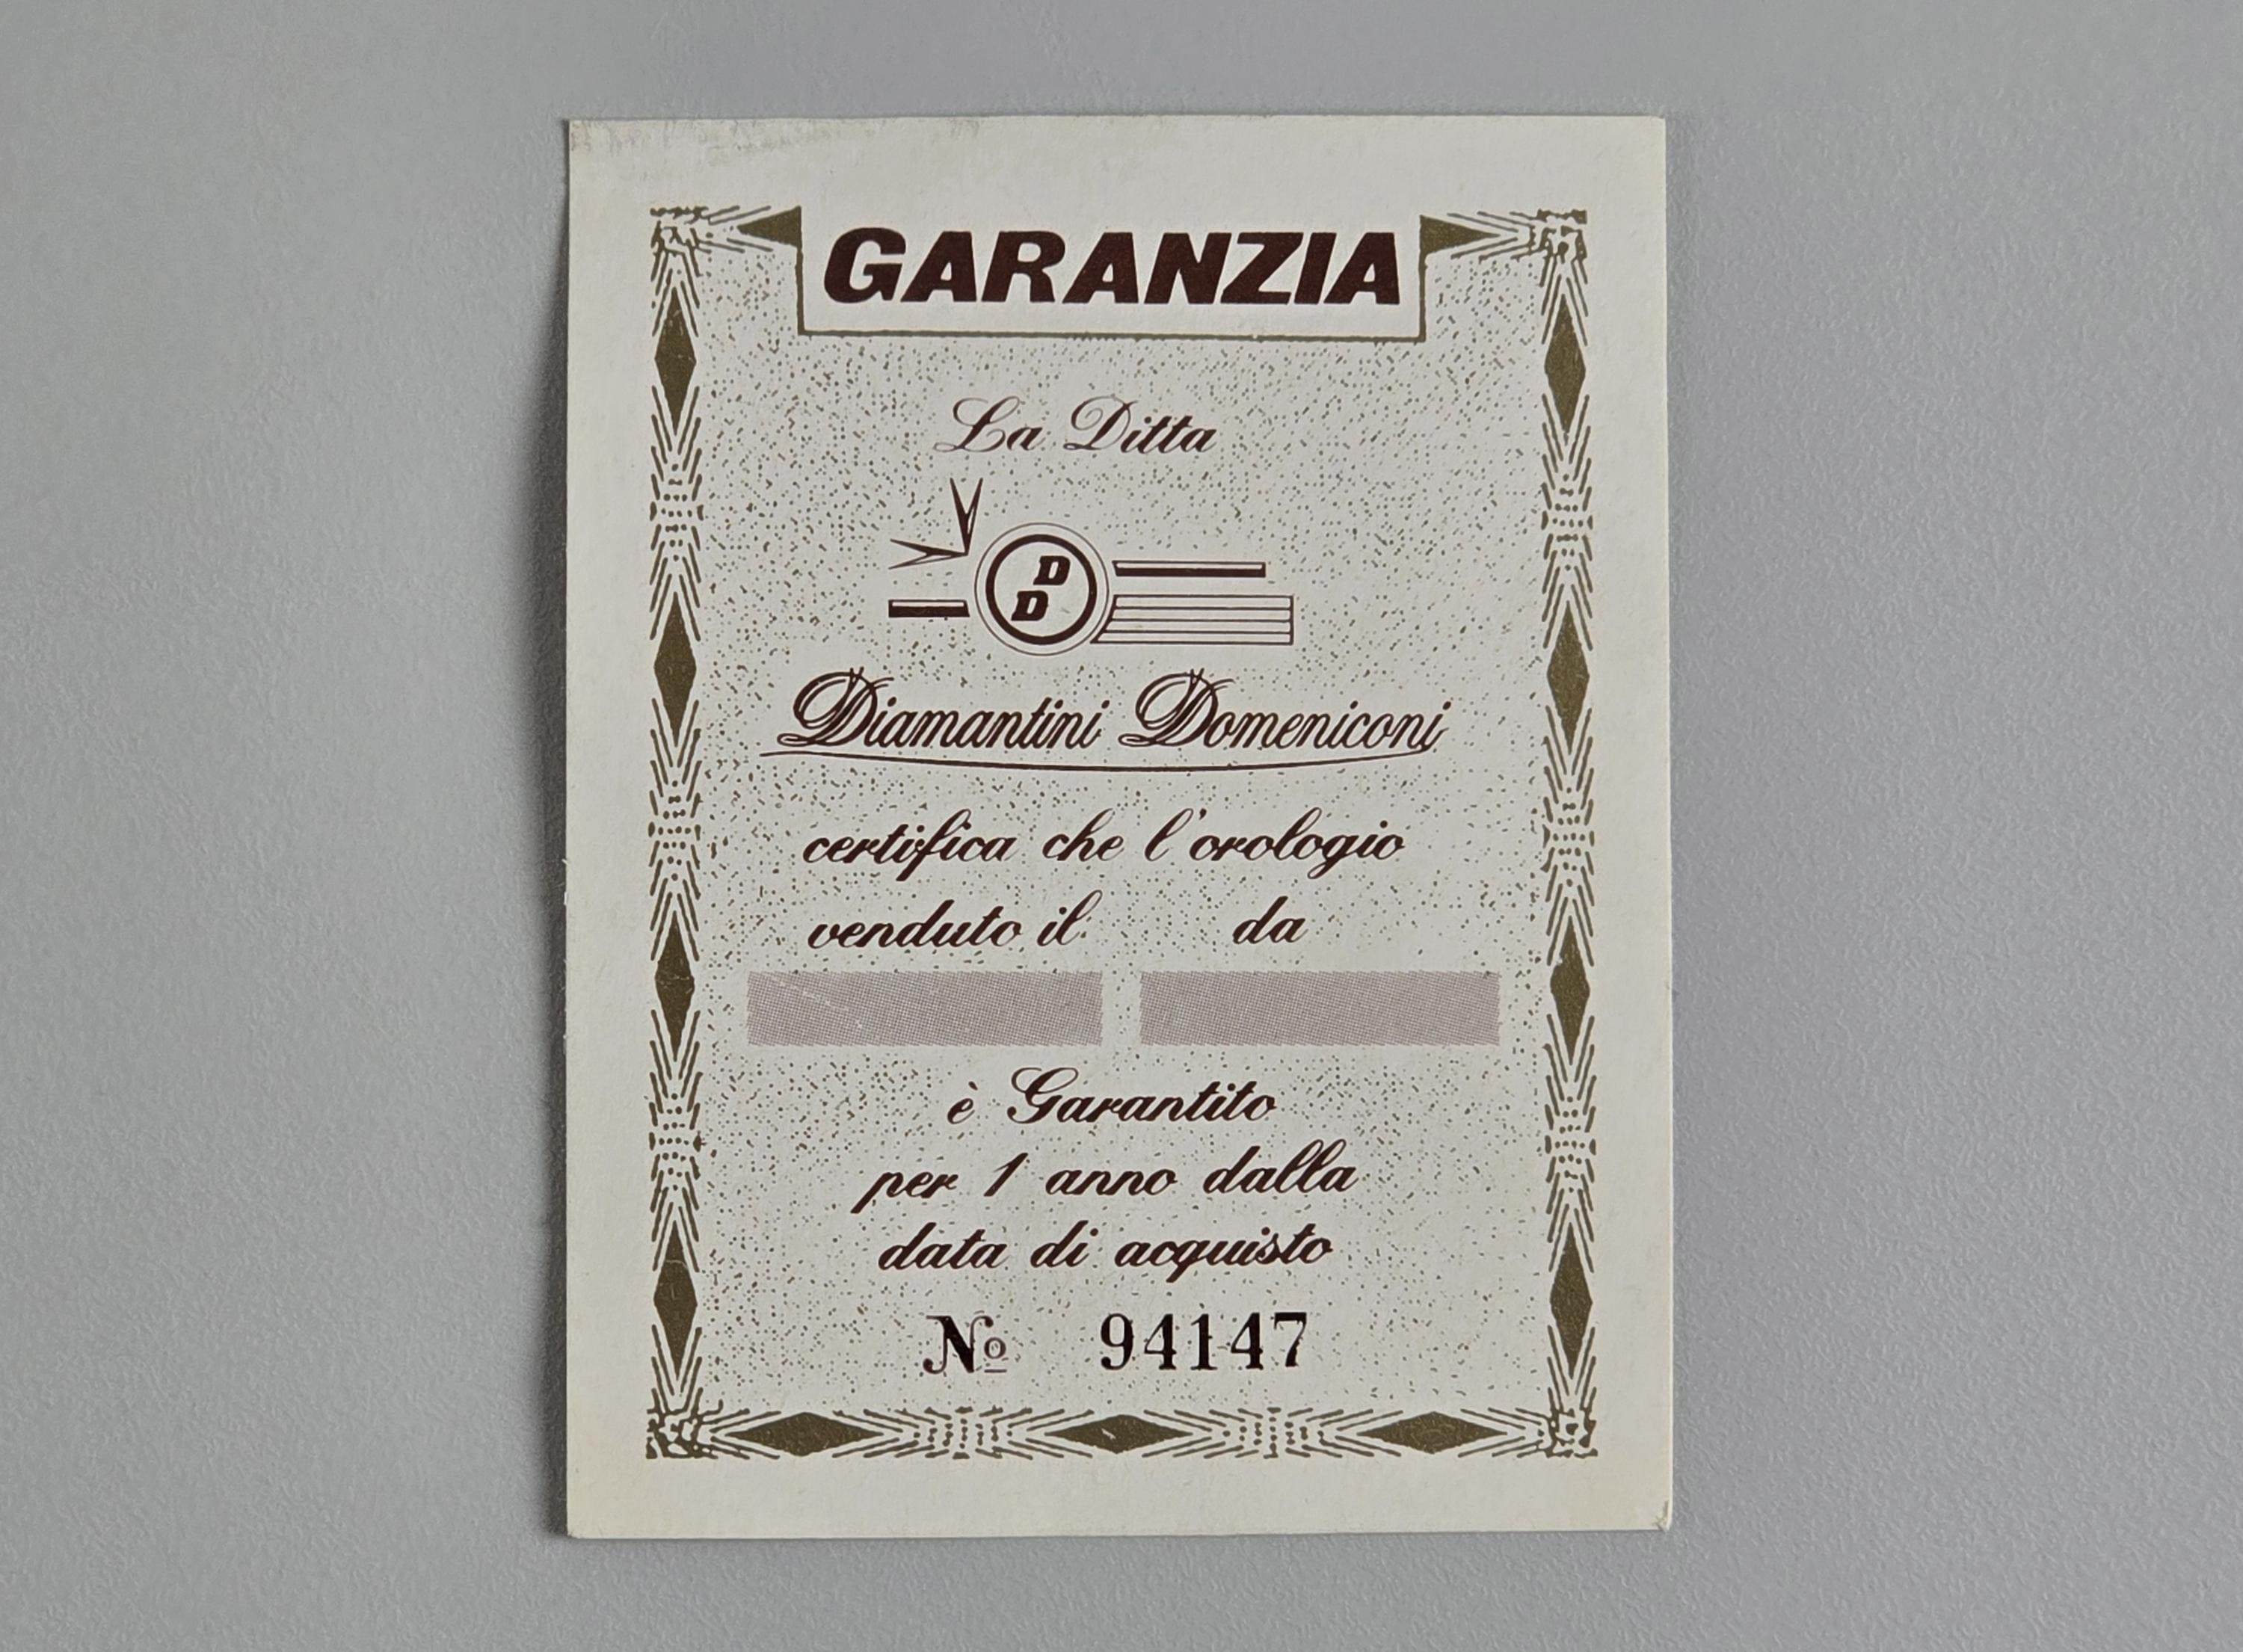 GARANZIA
La Ditta
D
D
Diamantini Domeniconi
certifica che l'orologio
venduto il da
è Garantito
per 1 anno dalla
data di acquisto
No 94147